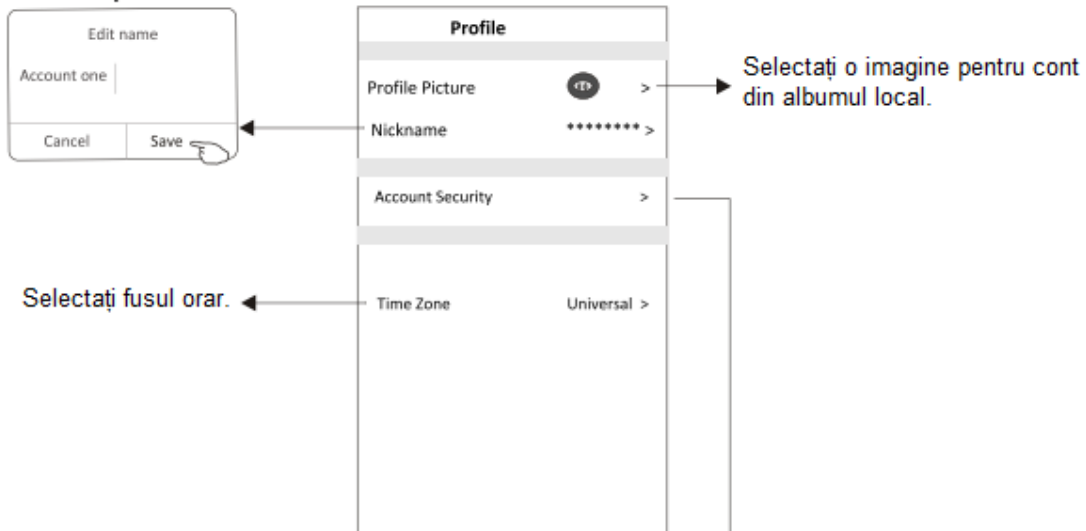 Edit name
Account one
Cancel
Save
Profile
Profile Picture
>
Nickname
******** >
Account Security
>
Time Zone
Universal >
Selectați o imagine pentru cont
din albumul local.
Selectați fusul orar.